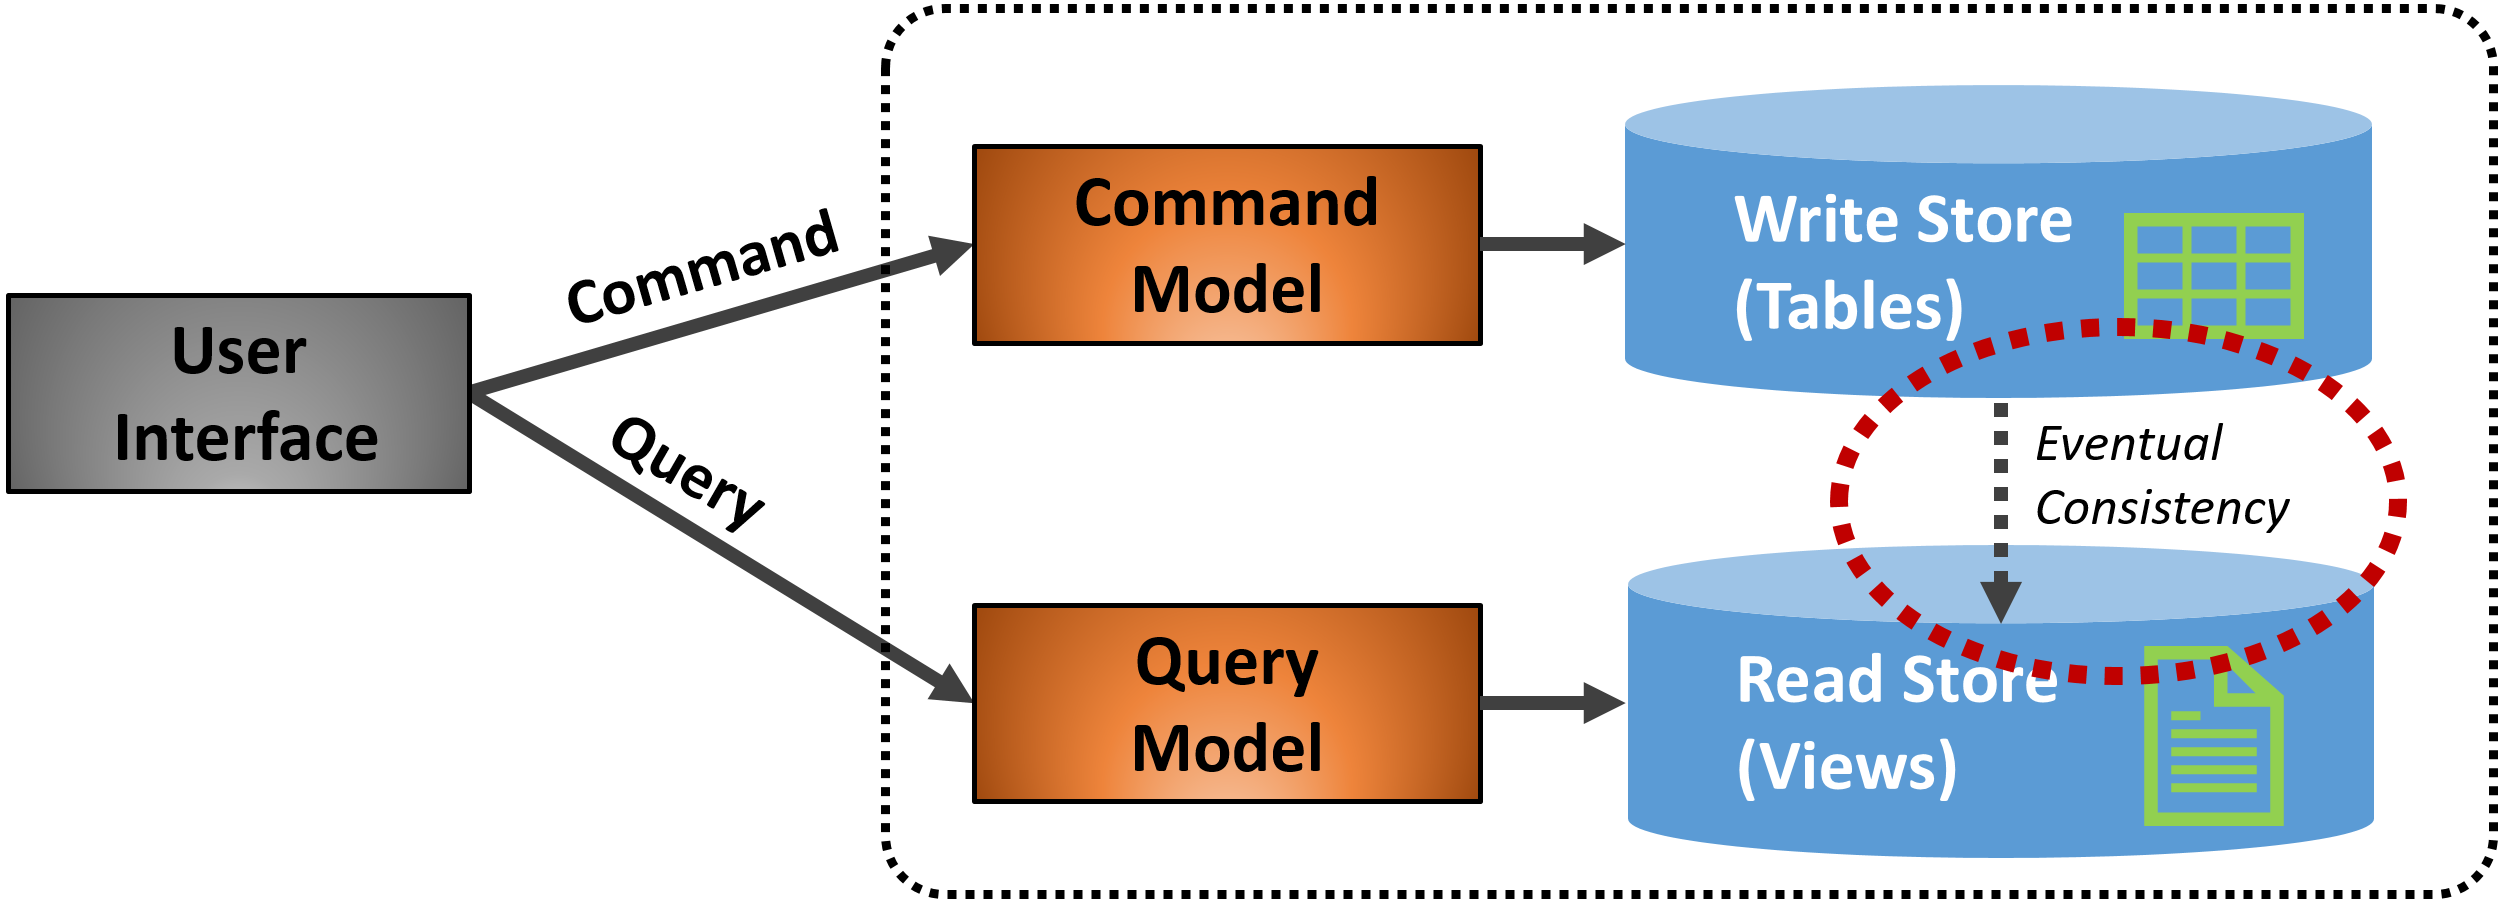 User
Interface
Command
Query
Command
Model
Query
Model
Write Store
(Tables)
Eventual
Consistency
Read Store
(Views)